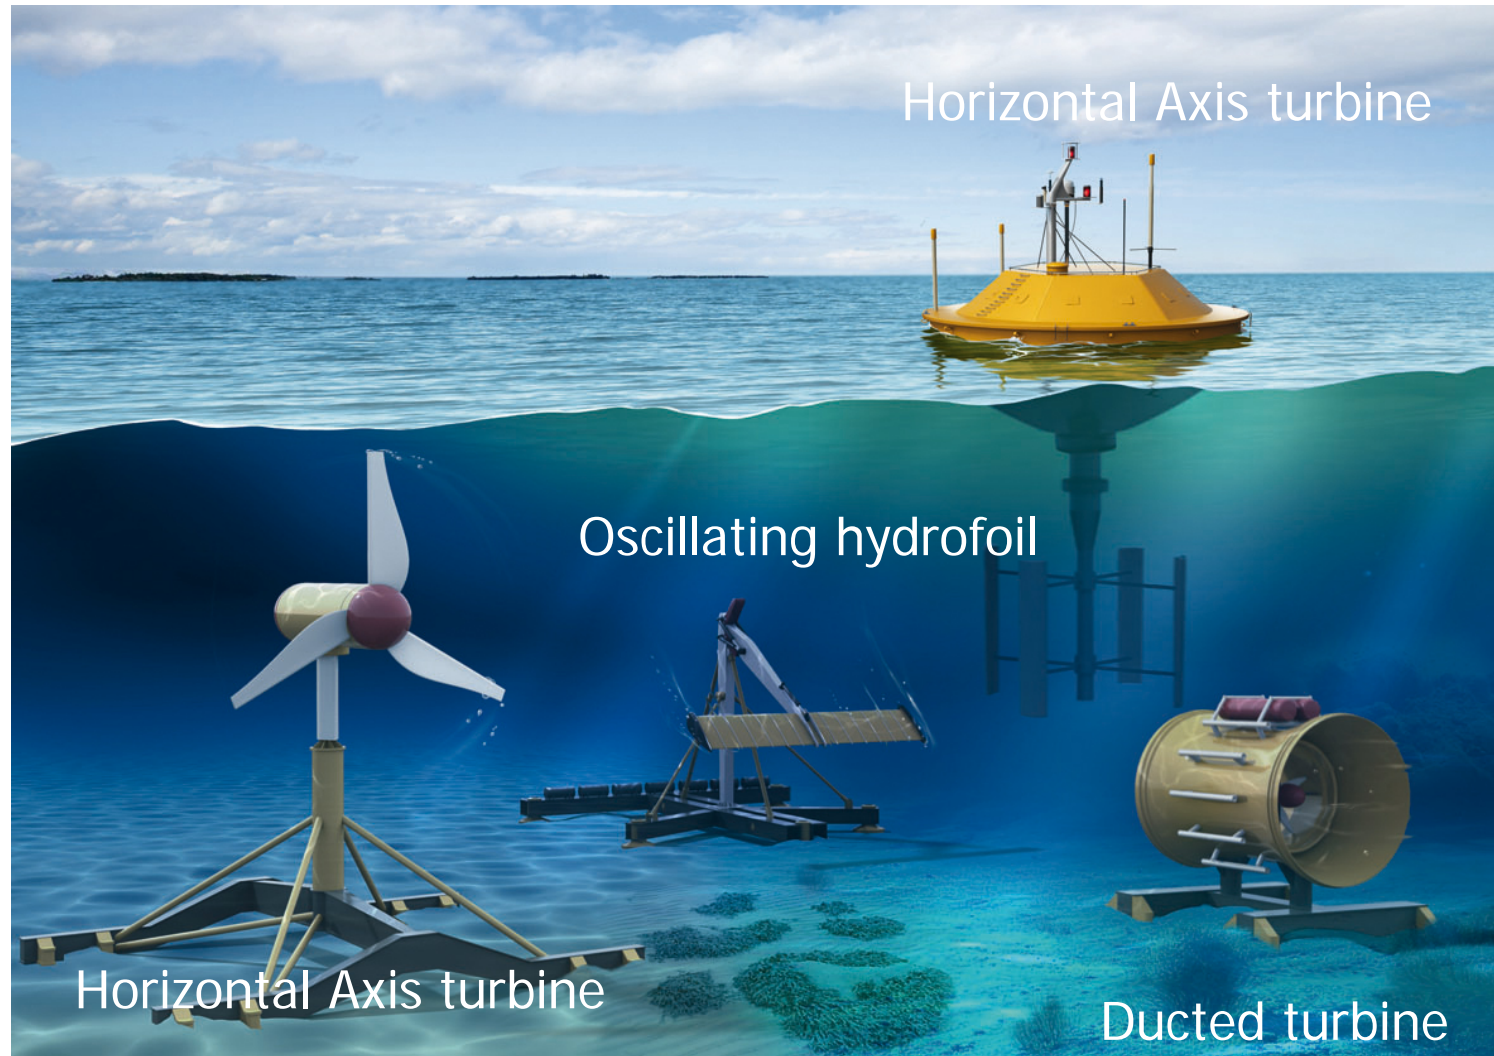 Horizontal Axis turbine
Oscillating hydrofoil
Horizontal Axis turbine
Ducted turbine